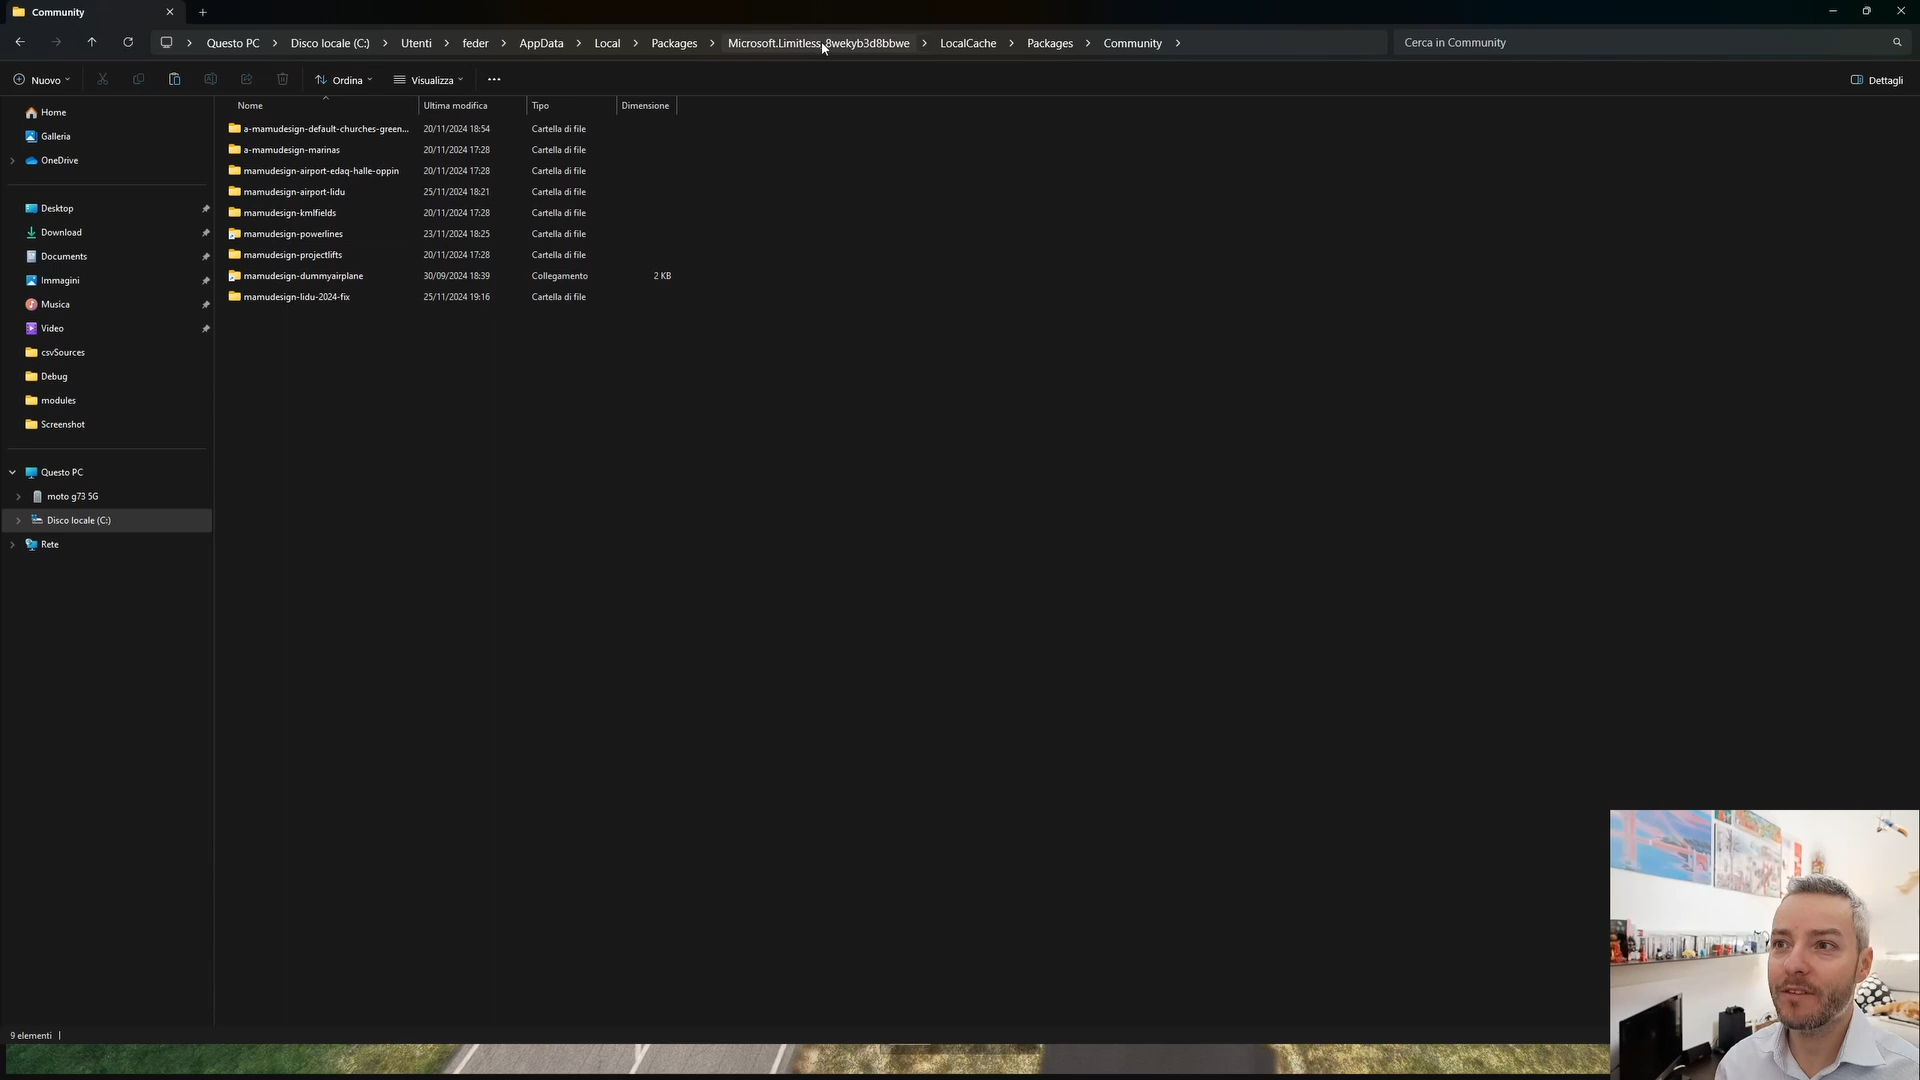 Community
Questo PC > Disco locale (C:) > Utenti > feder > AppData > Local > Packages > Microsoft.Limitless_8wekyb3d8bbwe > LocalCache > Packages > Community >
Cerca in Community
Nuovo
Ordina
Visualizza
Dettagli
Nome Ultima modifica Tipo Dimensione
a-mamudesign-default-churches-green... 20/11/2024 18:54 Cartella di file
a-mamudesign-marinas 20/11/2024 17:28 Cartella di file
mamudesign-airport-edaq-halle-oppin 20/11/2024 17:28 Cartella di file
mamudesign-airport-lidu 25/11/2024 18:21 Cartella di file
mamudesign-kmlfields 20/11/2024 17:28 Cartella di file
mamudesign-powerlines 23/11/2024 18:25 Cartella di file
mamudesign-projectlifts 20/11/2024 17:28 Cartella di file
mamudesign-dummyairplane 30/09/2024 18:39 Collegamento 2 KB
mamudesign-lidu-2024-fix 25/11/2024 19:16 Cartella di file
Home
Galleria
OneDrive
Desktop
Download
Documents
Immagini
Musica
Video
csvSources
Debug
modules
Screenshot
Questo PC
moto g73 5G
Disco locale (C:)
Rete
9 elementi